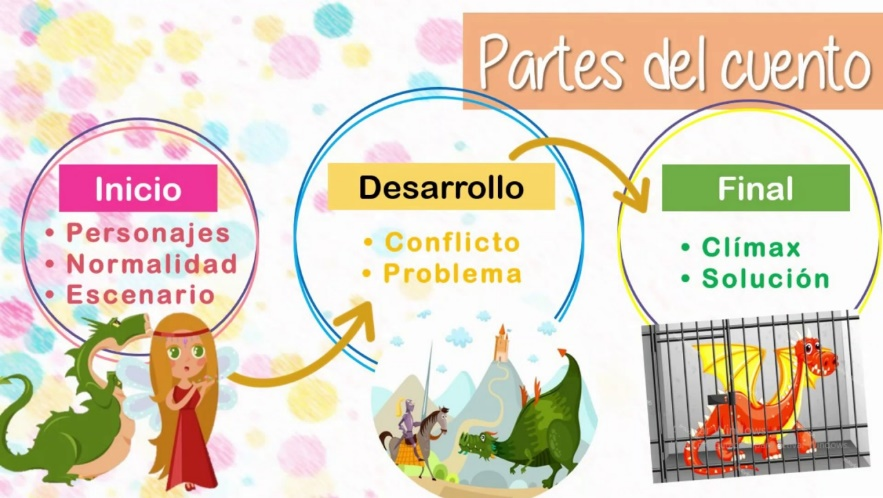 Partes del cuento
Inicio
• Personajes
• Normalidad
• Escenario
Desarrollo
• Conflicto
• Problema
Final
• Clímax
• Solución